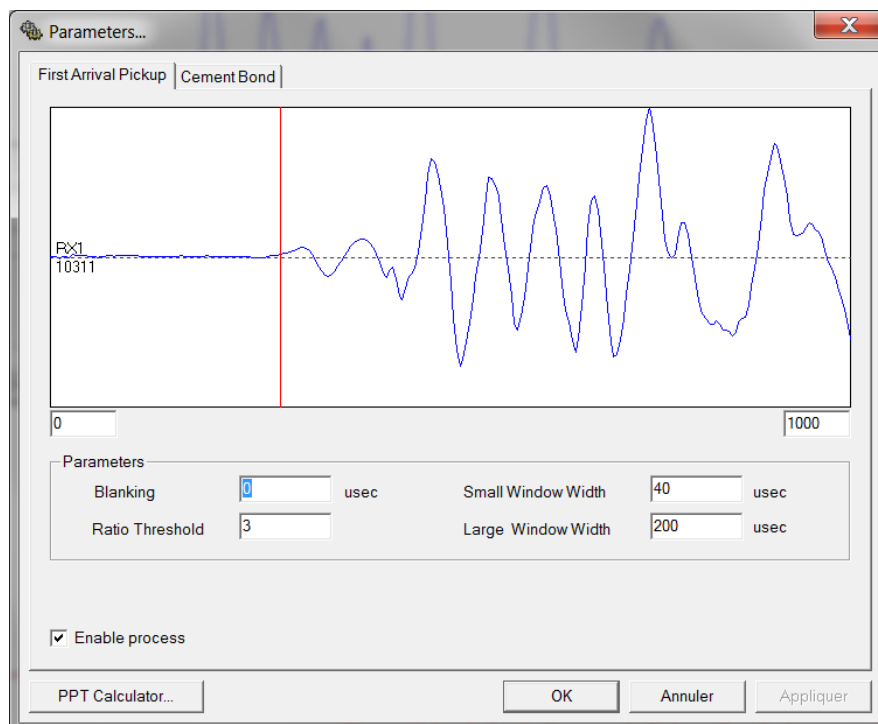 Parameters...
First Arrival Pickup Cement Bond
RX1
10311
0 1000
Parameters
Blanking 0 usec Small Window Width 40 usec
Ratio Threshold 3 Large Window Width 200 usec
Enable process
PPT Calculator... OK Annuler Appliquer